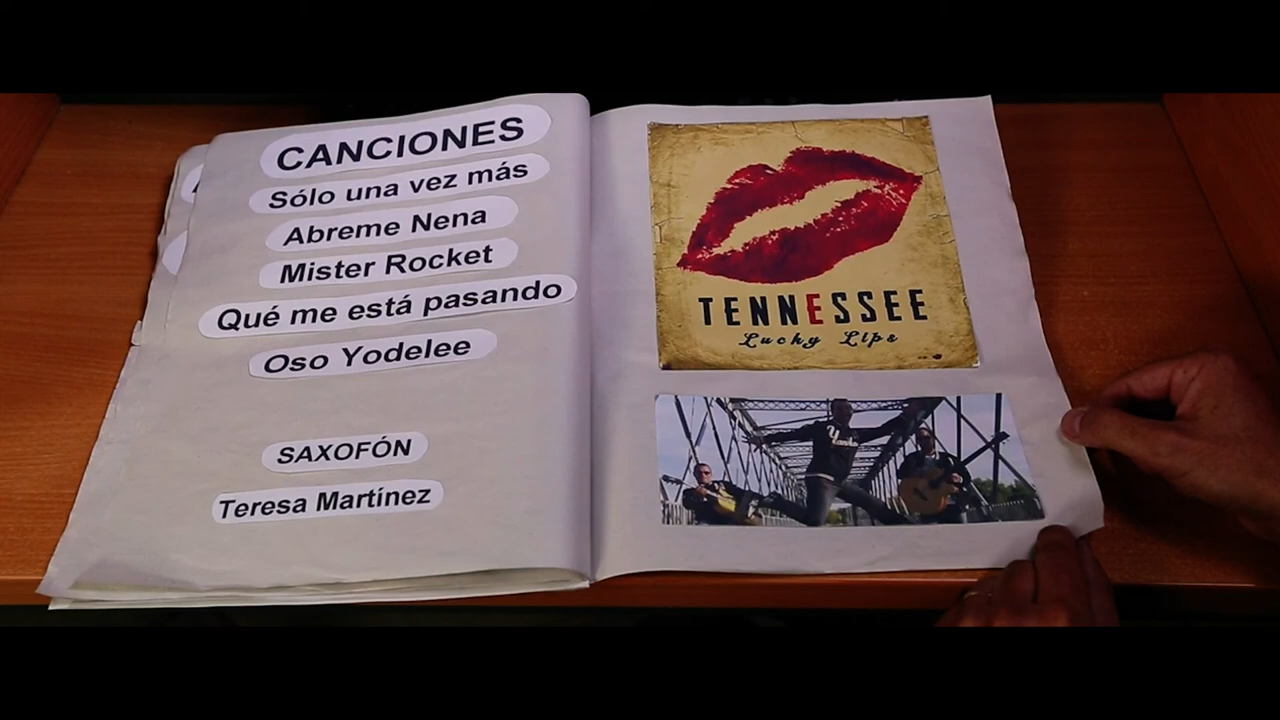 CANCIONES
Sólo una vez más
Abreme Nena
Mister Rocket
Qué me está pasando
Oso Yodelee
SAXOFÓN
Teresa Martínez
TENNESSEE
Lucky Lips